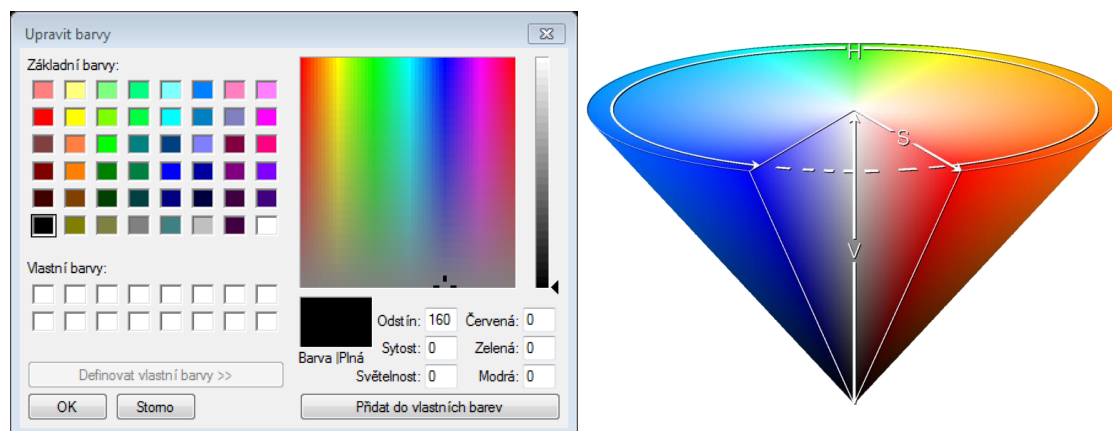 Upravit barvy
Základní barvy:
Vlastní barvy:
Definovat vlastní barvy >>
OK
Storno
Barva |Plná
Odstín: 160
Červená: 0
Sytost: 0
Zelená: 0
Světelnost: 0
Modrá: 0
Přidat do vlastních barev
H
S
V